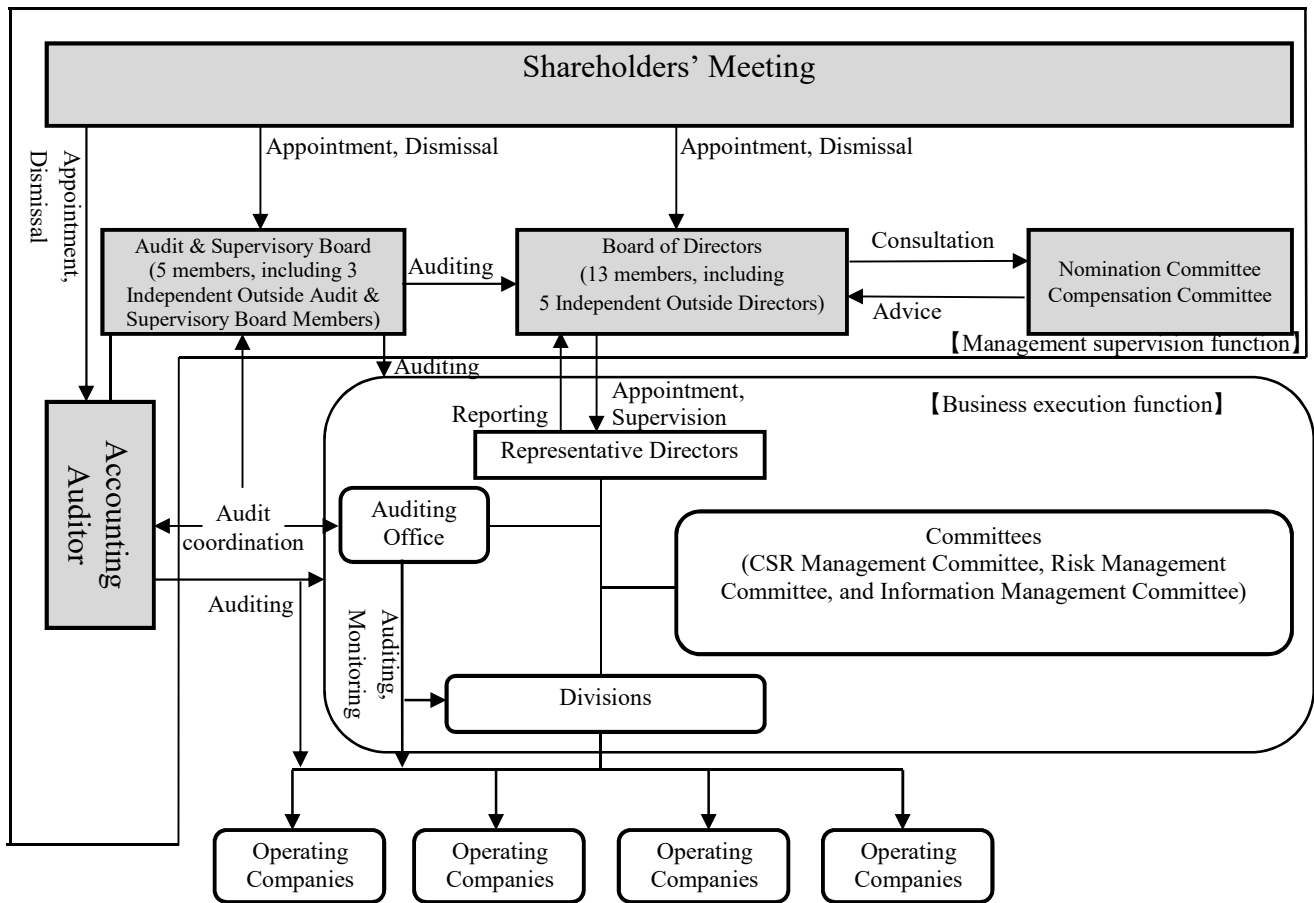 Shareholders’ Meeting
Appointment,
Dismissal
Appointment, Dismissal
Appointment, Dismissal
Audit & Supervisory Board
(5 members, including 3
Independent Outside Audit &
Supervisory Board Members)
Auditing
Board of Directors
(13 members, including
5 Independent Outside Directors)
Consultation
Advice
Nomination Committee
Compensation Committee
【Management supervision function】
Auditing
Reporting
Appointment,
Supervision
【Business execution function】
Representative Directors
Accounting
Auditor
Audit
coordination
Auditing
Office
Committees
(CSR Management Committee, Risk Management
Committee, and Information Management Committee)
Auditing
Auditing,
Monitoring
Divisions
Operating
Companies
Operating
Companies
Operating
Companies
Operating
Companies